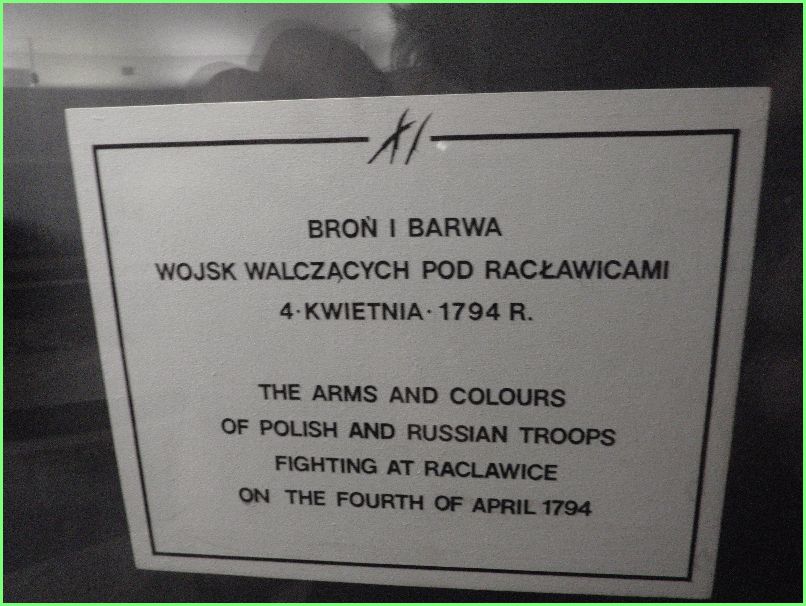 XI
BROŃ I BARWA
WOJSK WALCZĄCYCH POD RACŁAWICAMI
4·KWIETNIA·1794 R.
THE ARMS AND COLOURS
OF POLISH AND RUSSIAN TROOPS
FIGHTING AT RACLAWICE
ON THE FOURTH OF APRIL 1794